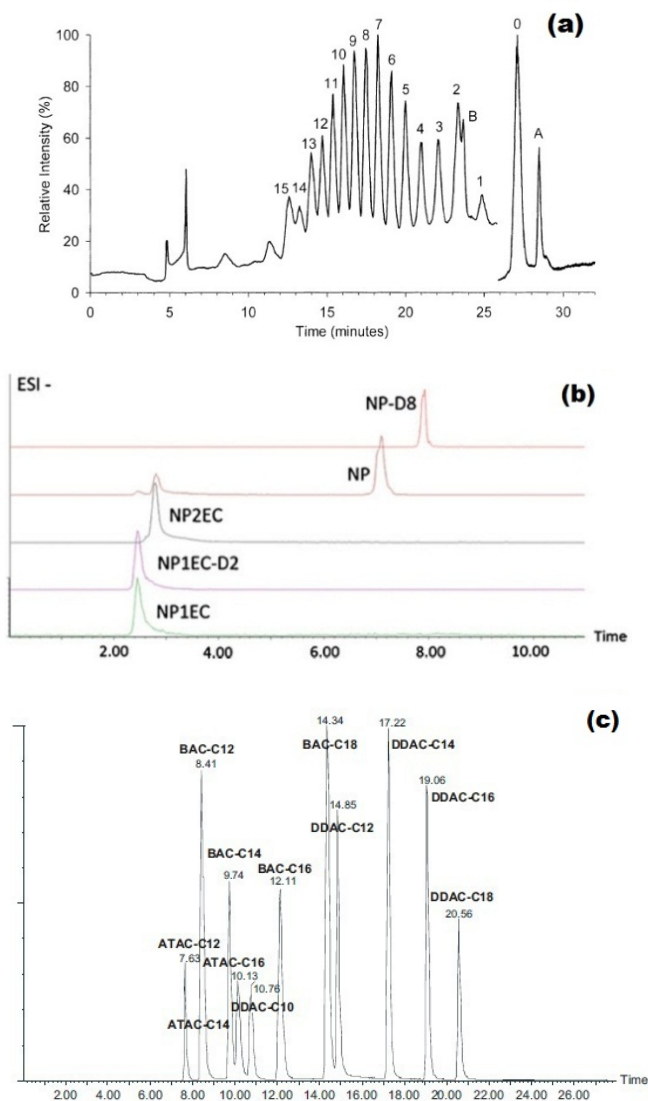 (a)
Relative Intensity (%)
100
80
60
40
20
0
15 14 13 12 11 10 9 8 7 6 5 4 3 2 B 1 0 A
0 5 10 15 20 25 30
Time (minutes)
ESI -
(b)
NP-D8
NP
NP2EC
NP1EC-D2
NP1EC
Time
2.00 4.00 6.00 8.00 10.00
(c)
14.34 17.22
BAC-C12 BAC-C18 DDAC-C14
8.41
19.06
DDAC-C16
14.85
DDAC-C12
BAC-C14
9.74
BAC-C16
12.11
DDAC-C18
20.56
ATAC-C12 ATAC-C16
7.63 10.13 10.76
DDAC-C10
ATAC-C14
Time
2.00 4.00 6.00 8.00 10.00 12.00 14.00 16.00 18.00 20.00 22.00 24.00 26.00